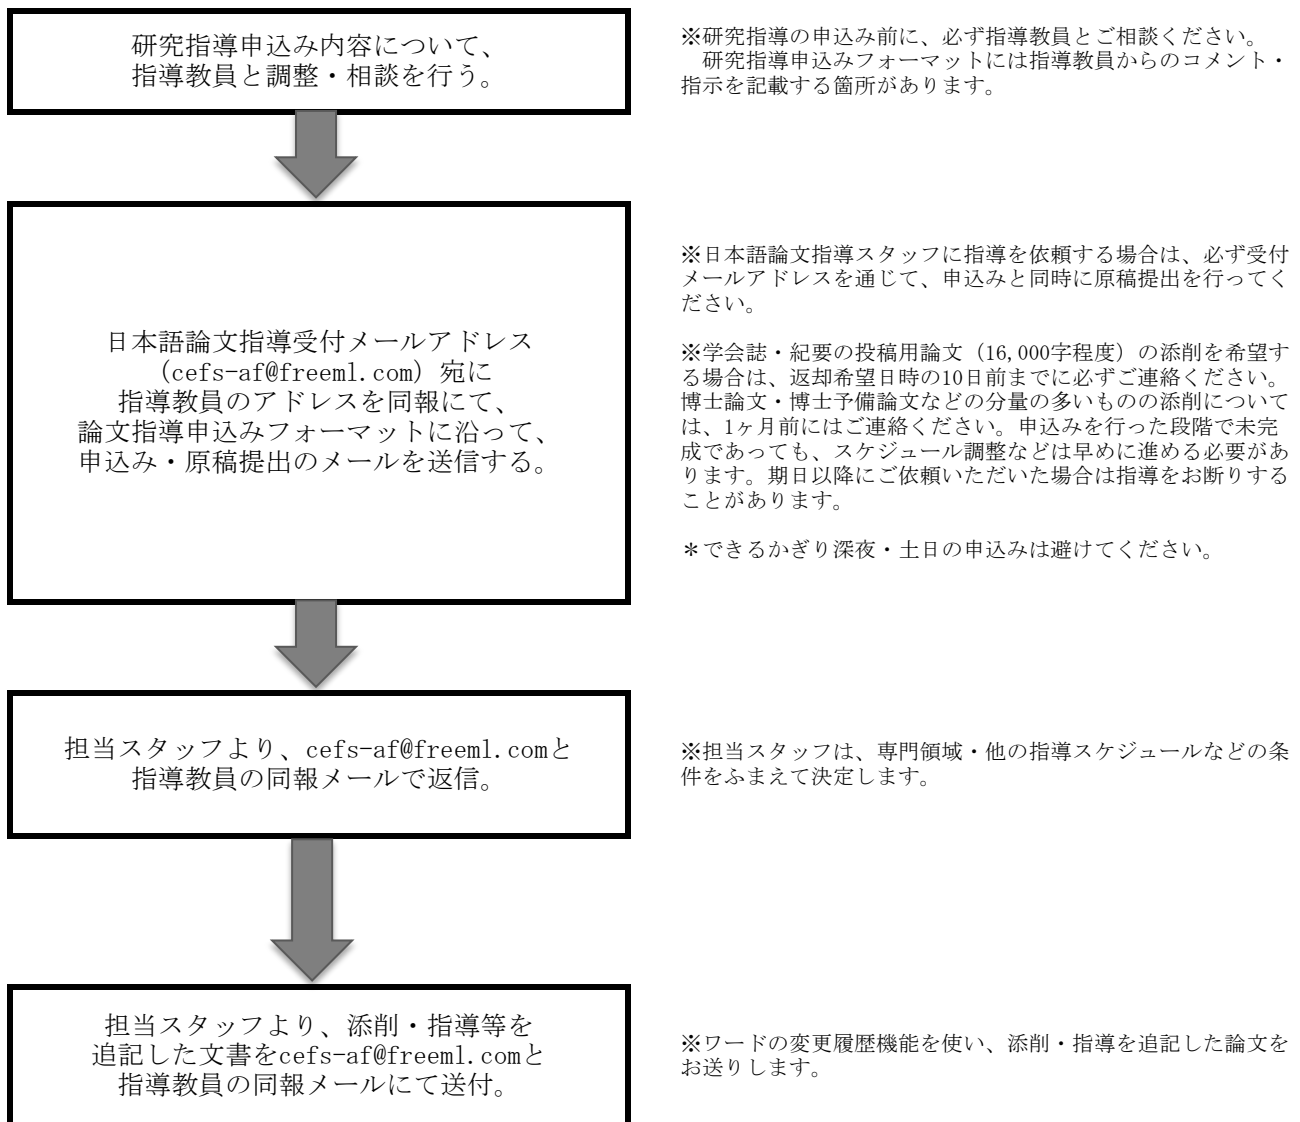 研究指導申込み内容について、
指導教員と調整・相談を行う。
※研究指導の申込み前に、必ず指導教員とご相談ください。
　研究指導申込みフォーマットには指導教員からのコメント・
指示を記載する箇所があります。
日本語論文指導受付メールアドレス
（cefs-af@freeml.com）宛に
指導教員のアドレスを同報にて、
論文指導申込みフォーマットに沿って、
申込み・原稿提出のメールを送信する。
※日本語論文指導スタッフに指導を依頼する場合は、必ず受付
メールアドレスを通じて、申込みと同時に原稿提出を行ってく
ださい。
※学会誌・紀要の投稿用論文（16,000字程度）の添削を希望す
る場合は、返却希望日時の10日前までに必ずご連絡ください。
博士論文・博士予備論文などの分量の多いものの添削について
は、1ヶ月前にはご連絡ください。申込みを行った段階で未完
成であっても、スケジュール調整などは早めに進める必要があ
ります。期日以降にご依頼いただいた場合は指導をお断りする
ことがあります。
＊できるかぎり深夜・土日の申込みは避けてください。
担当スタッフより、cefs-af@freeml.comと
指導教員の同報メールで返信。
※担当スタッフは、専門領域・他の指導スケジュールなどの条
件をふまえて決定します。
担当スタッフより、添削・指導等を
追記した文書をcefs-af@freeml.comと
指導教員の同報メールにて送付。
※ワードの変更履歴機能を使い、添削・指導を追記した論文を
お送りします。